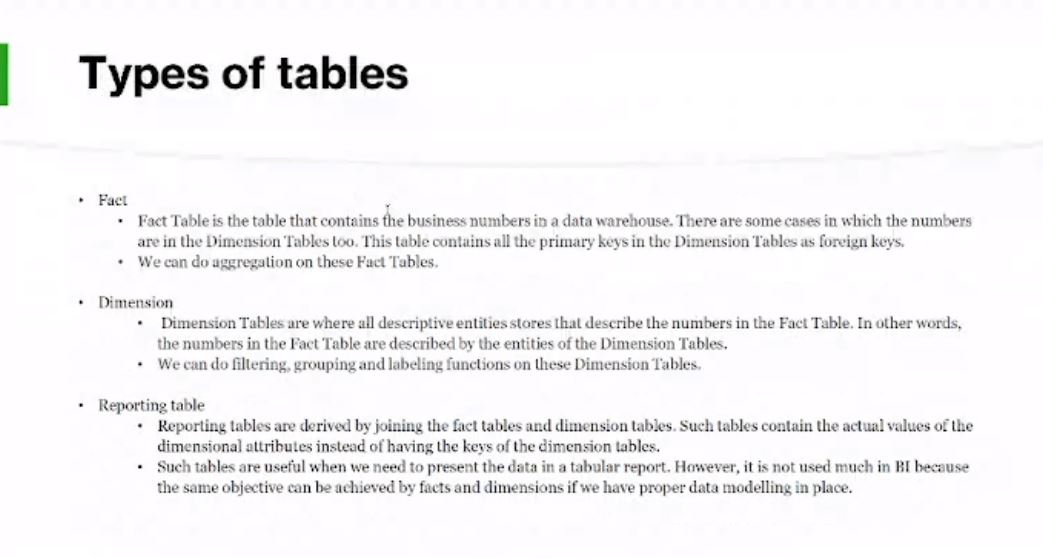 Types of tables
• Fact
• Fact Table is the table that contains the business numbers in a data warehouse. There are some cases in which the numbers
are in the Dimension Tables too. This table contains all the primary keys in the Dimension Tables as foreign keys.
• We can do aggregation on these Fact Tables.
• Dimension
• Dimension Tables are where all descriptive entities stores that describe the numbers in the Fact Table. In other words,
the numbers in the Fact Table are described by the entities of the Dimension Tables.
• We can do filtering, grouping and labeling functions on these Dimension Tables.
• Reporting table
• Reporting tables are derived by joining the fact tables and dimension tables. Such tables contain the actual values of the
dimensional attributes instead of having the keys of the dimension tables.
• Such tables are useful when we need to present the data in a tabular report. However, it is not used much in BI because
the same objective can be achieved by facts and dimensions if we have proper data modelling in place.